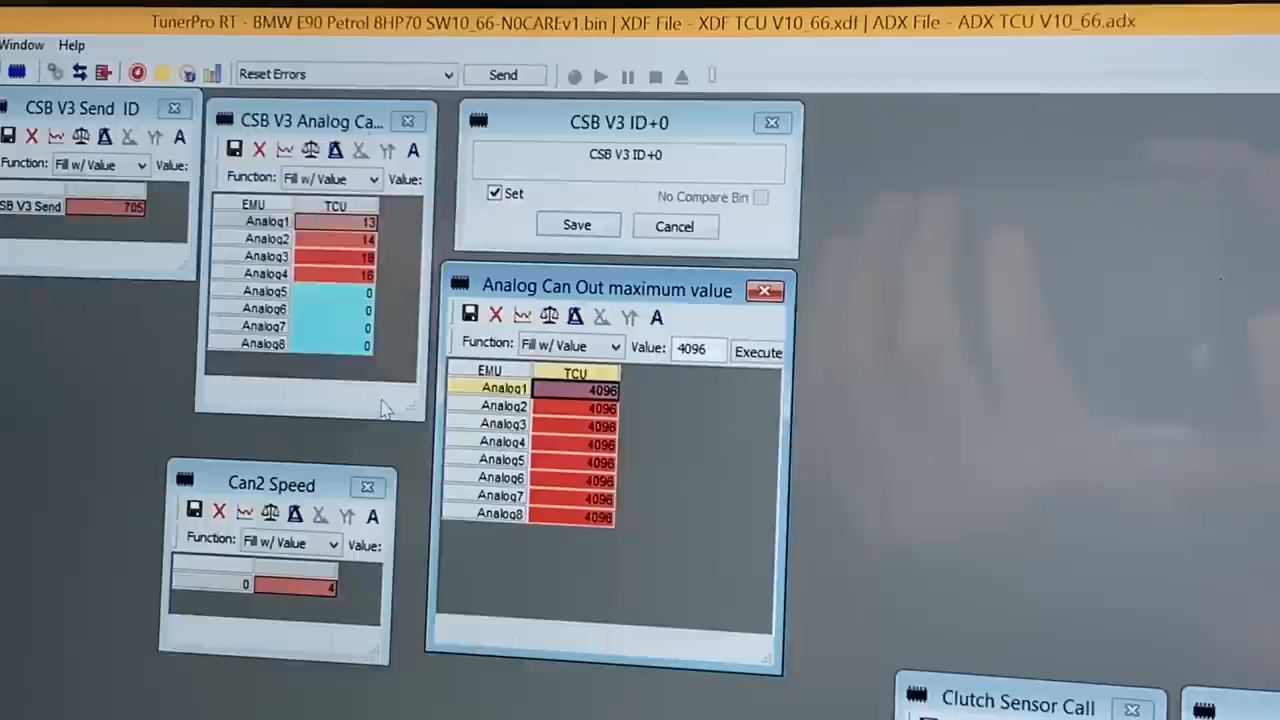 TunerPro RT - BMW E90 Petrol 8HP70 SW10_66-N0CAREv1.bin | XDF File - XDF TCU V10_66.xdf | ADX File - ADX TCU V10_66.adx
Window Help
Reset Errors Send
CSB V3 Send ID
Function: Fill w/ Value Value:
SB V3 Send 705
CSB V3 Analog Ca...
Function: Fill w/ Value Value:
EMU TCU
Analog1 13
Analog2 14
Analog3 18
Analog4 16
Analog5 0
Analog6 0
Analog7 0
Analog8 0
CSB V3 ID+0
CSB V3 ID+0
Set No Compare Bin
Save Cancel
Analog Can Out maximum value
Function: Fill w/ Value Value: 4096 Execute
EMU TCU
Analog1 4096
Analog2 4096
Analog3 4096
Analog4 4096
Analog5 4096
Analog6 4096
Analog7 4096
Analog8 4096
Can2 Speed
Function: Fill w/ Value Value:
0 4
Clutch Sensor Call